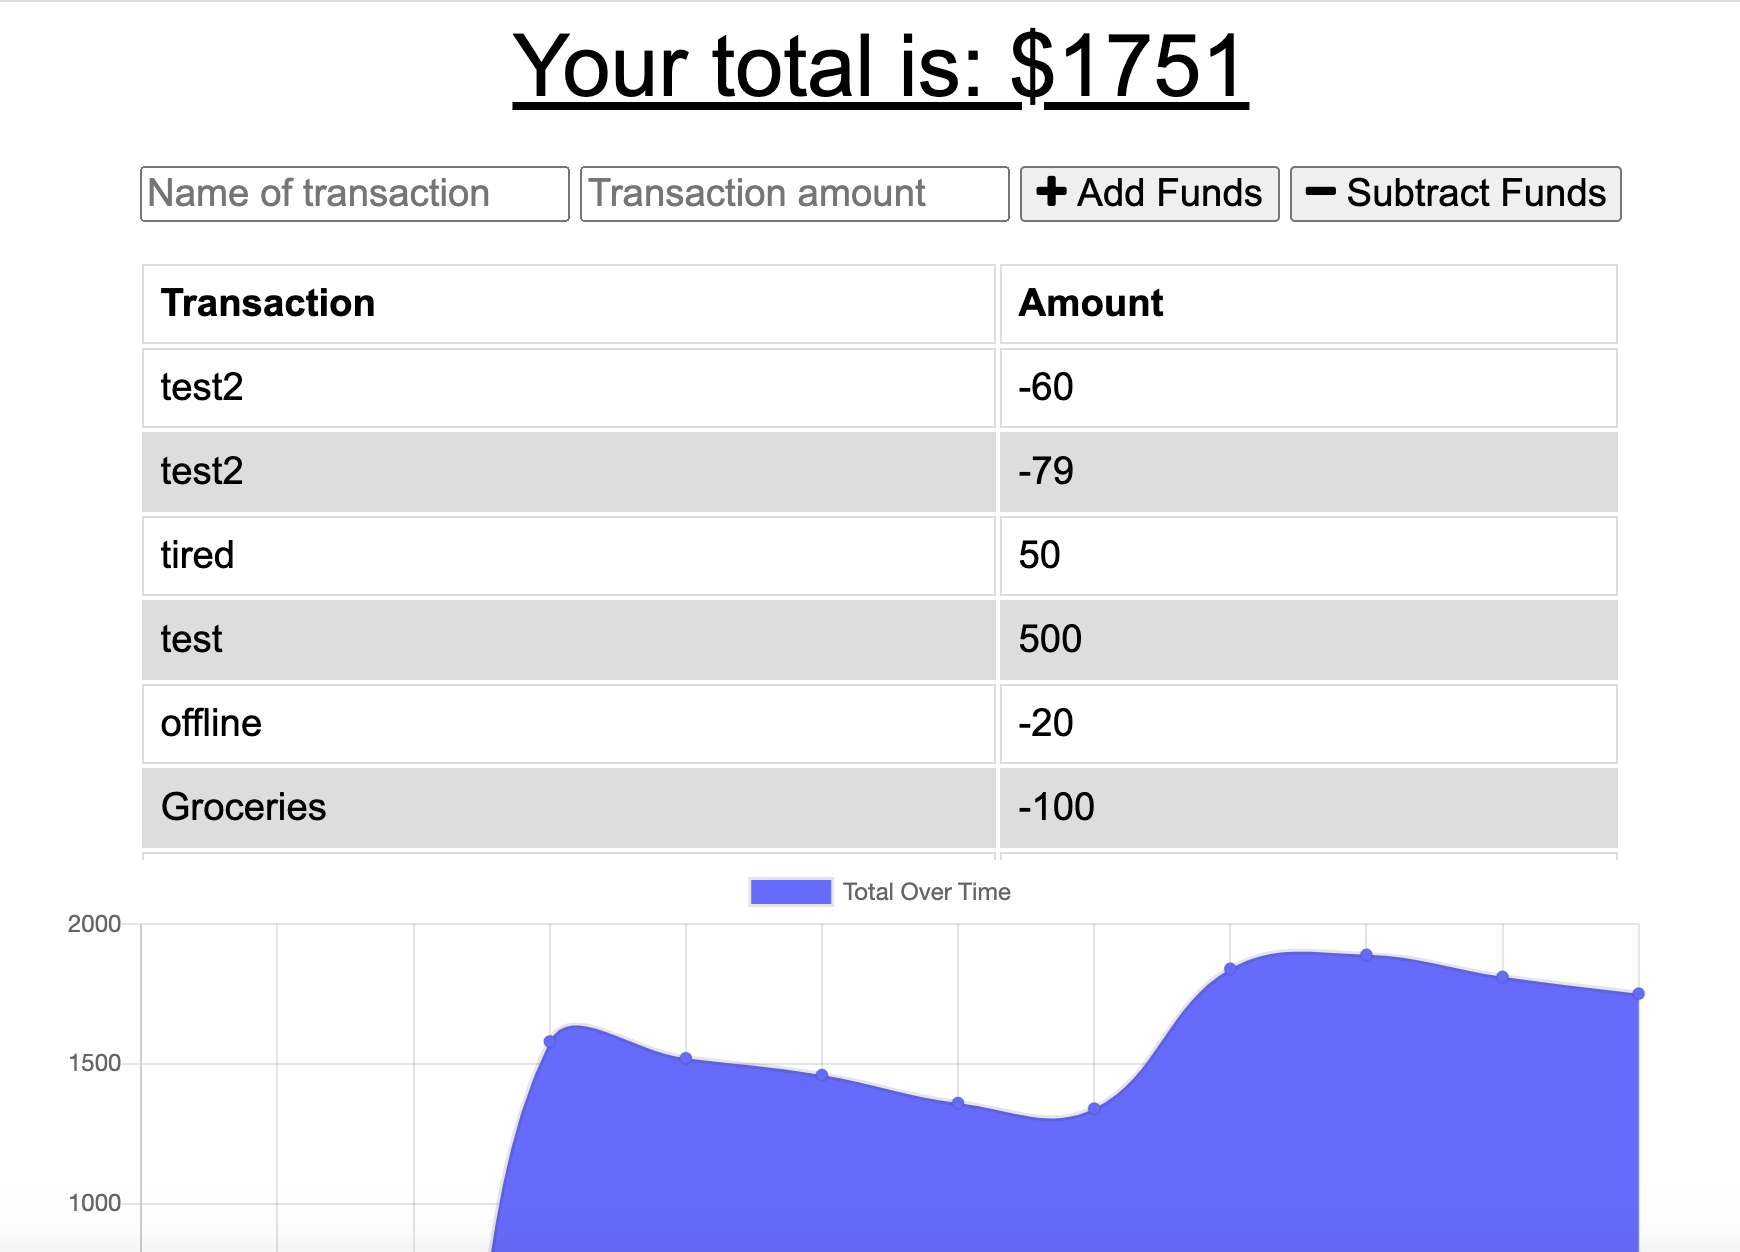 Your total is: $1751
Name of transaction Transaction amount Add Funds Subtract Funds
Transaction Amount
test2 -60
test2 -79
tired 50
test 500
offline -20
Groceries -100
Total Over Time
2000
1500
1000